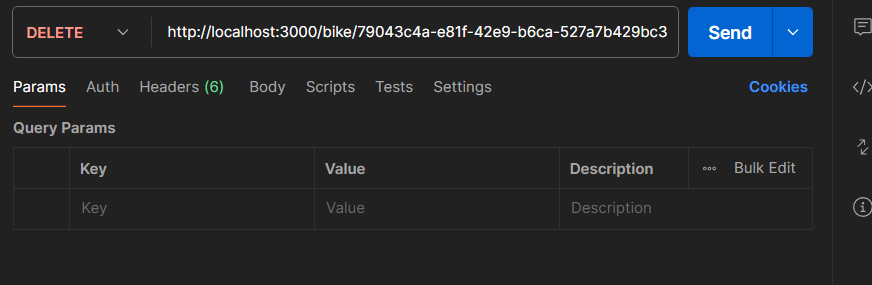 DELETE http://localhost:3000/bike/79043c4a-e81f-42e9-b6ca-527a7b429bc3 Send
Params Auth Headers (6) Body Scripts Tests Settings Cookies
Query Params
Key Value Description Bulk Edit
Key Value Description